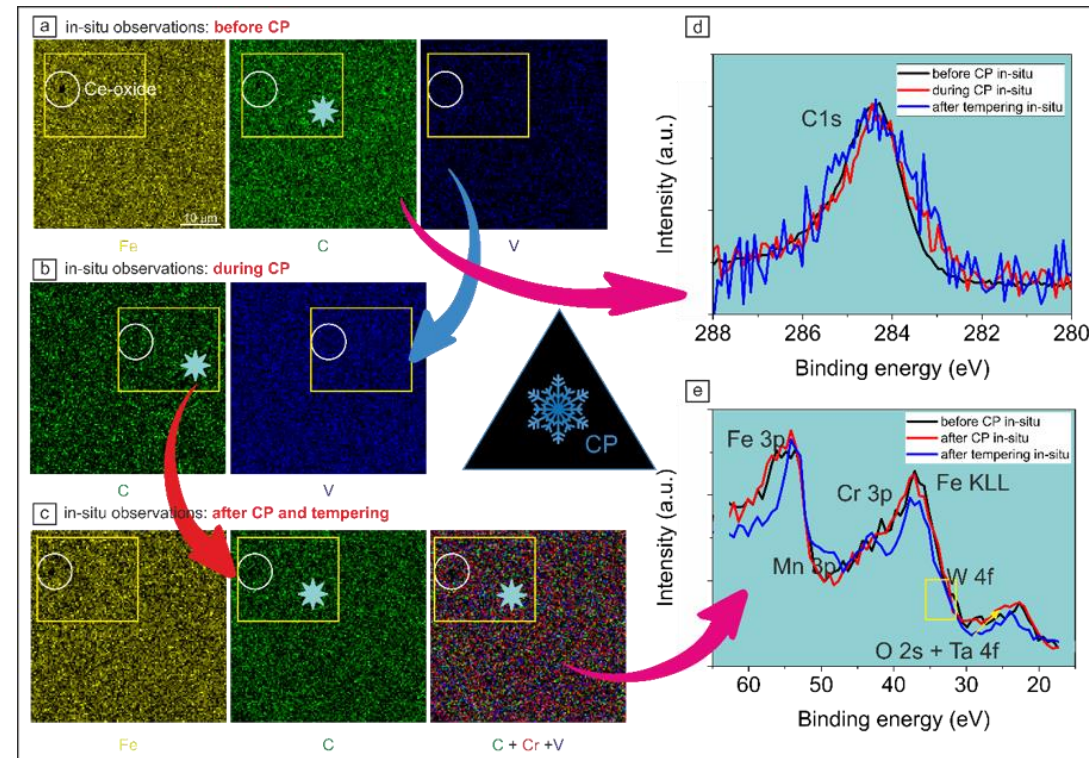 a in-situ observations: before CP
Ce-oxide
10 µm
Fe C V
b in-situ observations: during CP
C V
CP
c in-situ observations: after CP and tempering
Fe C C + Cr +V
d
before CP in-situ
during CP in-situ
after tempering in-situ
C1s
Intensity (a.u.)
288 286 284 282 280
Binding energy (eV)
e
before CP in-situ
after CP in-situ
after tempering in-situ
Fe 3p
Cr 3p
Fe KLL
Mn 3p
W 4f
O 2s + Ta 4f
Intensity (a.u.)
60 50 40 30 20
Binding energy (eV)